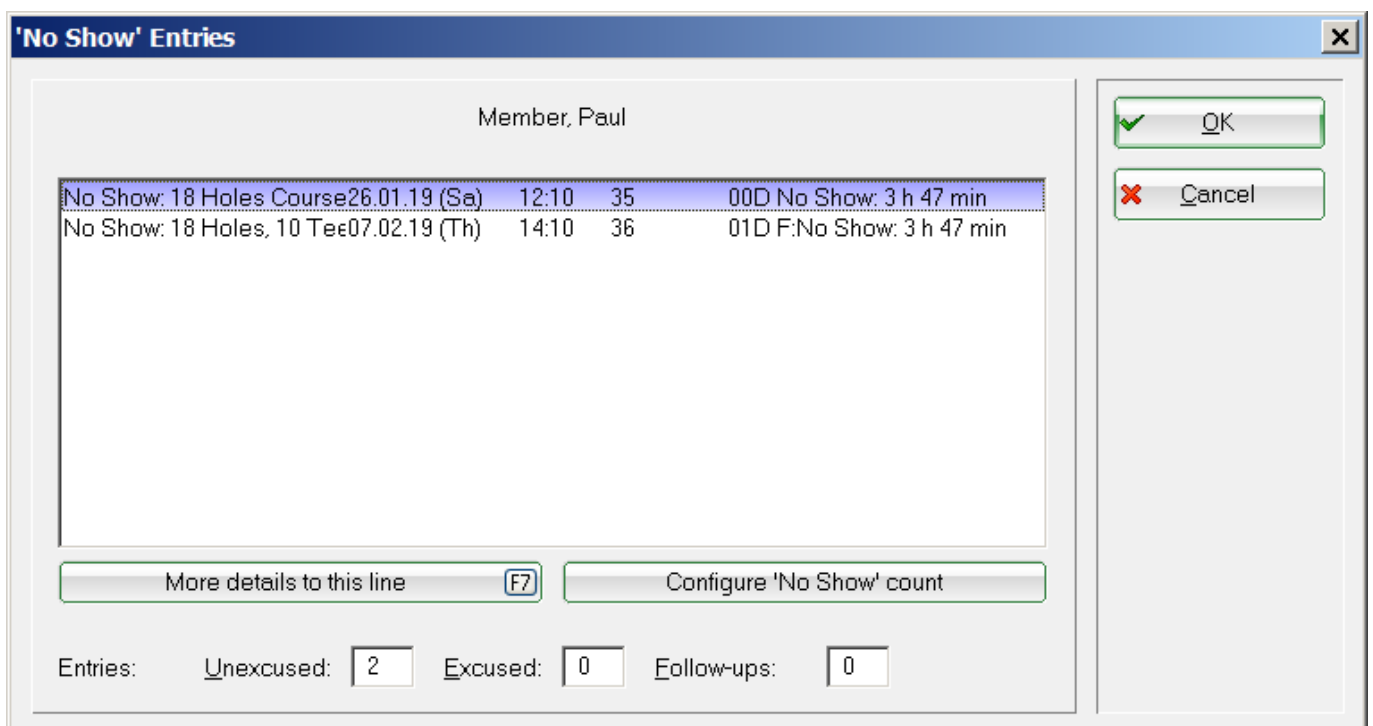 'No Show' Entries
Member, Paul
OK
Cancel
No Show: 18 Holes Course26.01.19 (Sa) 12:10 35 00D No Show: 3 h 47 min
No Show: 18 Holes, 10 Tee07.02.19 (Th) 14:10 36 01D F:No Show: 3 h 47 min
More details to this line F7
Configure 'No Show' count
Entries: Unexcused: 2 Excused: 0 Follow-ups: 0